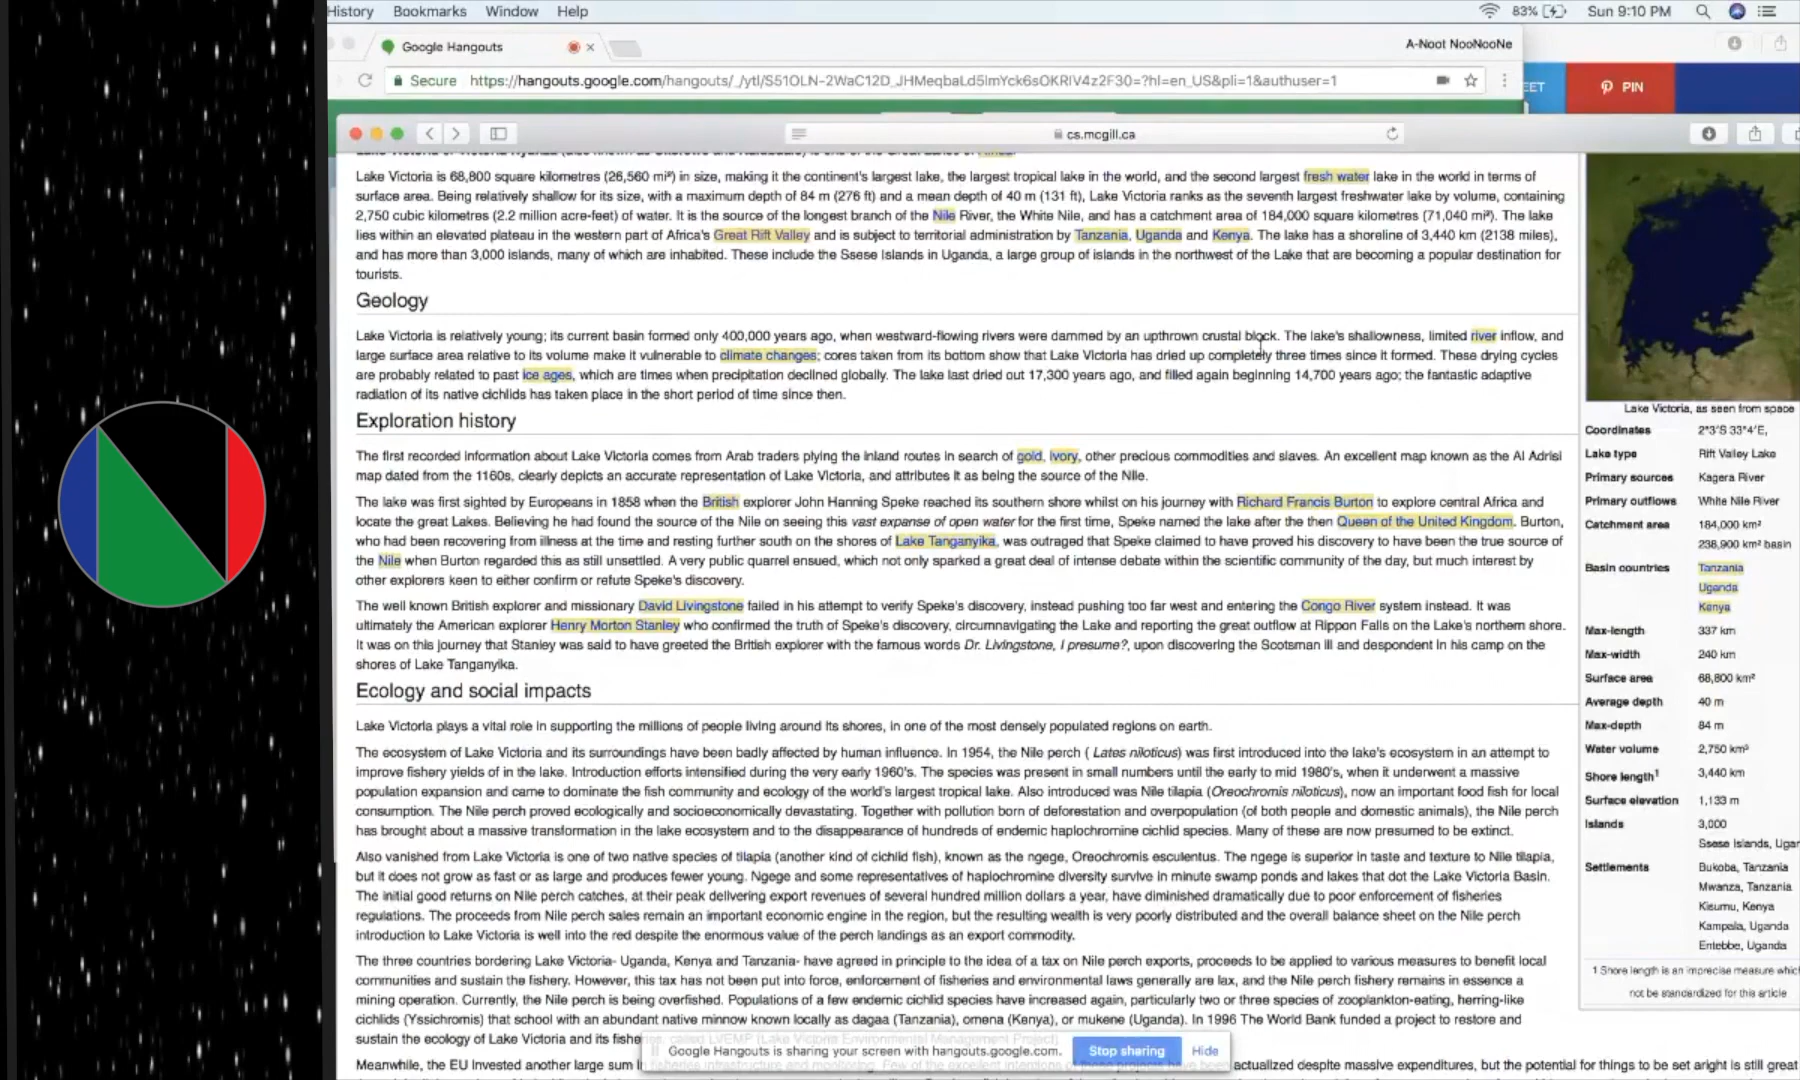 History Bookmarks Window Help 83% Sun 9:10 PM
Google Hangouts A-Noot NooNooNe
Secure https://hangouts.google.com/hangouts/_/ytl/
EET PIN
cs.mcgill.ca
Lake Victoria is 68,800 square kilometres (26,560 mi²) in size, making it the continent's largest lake, the largest tropical lake in the world, and the second largest fresh water lake in the world in terms of
surface area. Being relatively shallow for its size, with a maximum depth of 84 m (276 ft) and a mean depth of 40 m (131 ft), Lake Victoria ranks as the seventh largest freshwater lake by volume, containing
2,750 cubic kilometres (2.2 million acre-feet) of water. It is the source of the longest branch of the Nile River, the White Nile, and has a catchment area of 184,000 square kilometres (71,040 mi²). The lake
lies within an elevated plateau in the western part of Africa's Great Rift Valley and is subject to territorial administration by Tanzania, Uganda and Kenya. The lake has a shoreline of 3,440 km (2138 miles),
and has more than 3,000 islands, many of which are inhabited. These include the Ssese Islands in Uganda, a large group of islands in the northwest of the Lake that are becoming a popular destination for
tourists.
Geology
Lake Victoria is relatively young; its current basin formed only 400,000 years ago, when westward-flowing rivers were dammed by an upthrown crustal block. The lake's shallowness, limited river inflow, and
large surface area relative to its volume make it vulnerable to climate changes; cores taken from its bottom show that Lake Victoria has dried up completely three times since it formed. These drying cycles
are probably related to past ice ages, which are times when precipitation declined globally. The lake last dried out 17,300 years ago, and filled again beginning 14,700 years ago; the fantastic adaptive
radiation of its native cichlids has taken place in the short period of time since then.
Exploration history
The first recorded information about Lake Victoria comes from Arab traders plying the inland routes in search of gold, ivory, other precious commodities and slaves. An excellent map known as the Al Adrisi
map dated from the 1160s, clearly depicts an accurate representation of Lake Victoria, and attributes it as being the source of the Nile.
The lake was first sighted by Europeans in 1858 when the British explorer John Hanning Speke reached its southern shore whilst on his journey with Richard Francis Burton to explore central Africa and
locate the great Lakes. Believing he had found the source of the Nile on seeing this vast expanse of open water for the first time, Speke named the lake after the then Queen of the United Kingdom. Burton,
who had been recovering from illness at the time and resting further south on the shores of Lake Tanganyika, was outraged that Speke claimed to have proved his discovery to have been the true source of
the Nile when Burton regarded this as still unsettled. A very public quarrel ensued, which not only sparked a great deal of intense debate within the scientific community of the day, but much interest by
other explorers keen to either confirm or refute Speke's discovery.
The well known British explorer and missionary David Livingstone failed in his attempt to verify Speke's discovery, instead pushing too far west and entering the Congo River system instead. It was
ultimately the American explorer Henry Morton Stanley who confirmed the truth of Speke's discovery, circumnavigating the Lake and reporting the great outflow at Rippon Falls on the Lake's northern shore.
It was on this journey that Stanley was said to have greeted the British explorer with the famous words Dr. Livingstone, I presume?, upon discovering the Scotsman ill and despondent in his camp on the
shores of Lake Tanganyika.
Ecology and social impacts
Lake Victoria plays a vital role in supporting the millions of people living around its shores, in one of the most densely populated regions on earth.
The ecosystem of Lake Victoria and its surroundings have been badly affected by human influence. In 1954, the Nile perch ( Lates niloticus) was first introduced into the lake's ecosystem in an attempt to
improve fishery yields of in the lake. Introduction efforts intensified during the very early 1960's. The species was present in small numbers until the early to mid 1980's, when it underwent a massive
population expansion and came to dominate the fish community and ecology of the world's largest tropical lake. Also introduced was Nile tilapia (Oreochromis niloticus), now an important food fish for local
consumption. The Nile perch proved ecologically and socioeconomically devastating. Together with pollution born of deforestation and overpopulation (of both people and domestic animals), the Nile perch
has brought about a massive transformation in the lake ecosystem and to the disappearance of hundreds of endemic haplochromine cichlid species. Many of these are now presumed to be extinct.
Also vanished from Lake Victoria is one of two native species of tilapia (another kind of cichlid fish), known as the ngege, Oreochromis esculentus. The ngege is superior in taste and texture to Nile tilapia,
but it does not grow as fast or as large and produces fewer young. Ngege and some representatives of haplochromine diversity survive in minute swamp ponds and lakes that dot the Lake Victoria Basin.
The initial good returns on Nile perch catches, at their peak delivering export revenues of several hundred million dollars a year, have diminished dramatically due to poor enforcement of fisheries
regulations. The proceeds from Nile perch sales remain an important economic engine in the region, but the resulting wealth is very poorly distributed and the overall balance sheet on the Nile perch
introduction to Lake Victoria is well into the red despite the enormous value of the perch landings as an export commodity.
The three countries bordering Lake Victoria- Uganda, Kenya and Tanzania- have agreed in principle to the idea of a tax on Nile perch exports, proceeds to be applied to various measures to benefit local
communities and sustain the fishery. However, this tax has not been put into force, enforcement of fisheries and environmental laws generally are lax, and the Nile perch fishery remains in essence a
mining operation. Currently, the Nile perch is being overfished. Populations of a few endemic cichlid species have increased again, particularly two or three species of zooplankton-eating, herring-like
cichlids (Yssichromis) that school with an abundant native minnow known locally as dagaa (Tanzania), omena (Kenya), or mukene (Uganda). In 1996 The World Bank funded a project to restore and
sustain the ecology of Lake Victoria and its fishe
Meanwhile, the EU invested another large sum in actualized despite massive expenditures, but the potential for things to be set aright is still great
Google Hangouts is sharing your screen with hangouts.google.com. Stop sharing Hide
Lake Victoria, as seen from space
Coordinates 2°3′S 33°4′E,
Lake type Rift Valley Lake
Primary sources Kagera River
Primary outflows White Nile River
Catchment area 184,000 km²
238,900 km² basin
Basin countries Tanzania
Uganda
Kenya
Max-length 337 km
Max-width 240 km
Surface area 68,800 km²
Average depth 40 m
Max-depth 84 m
Water volume 2,750 km³
Shore length¹ 3,440 km
Surface elevation 1,133 m
Islands 3,000
Ssese Islands, Ugan
Settlements Bukoba, Tanzania
Mwanza, Tanzania
Kisumu, Kenya
Kampala, Uganda
Entebbe, Uganda
1 Shore length is an imprecise measure which
not be standardized for this article